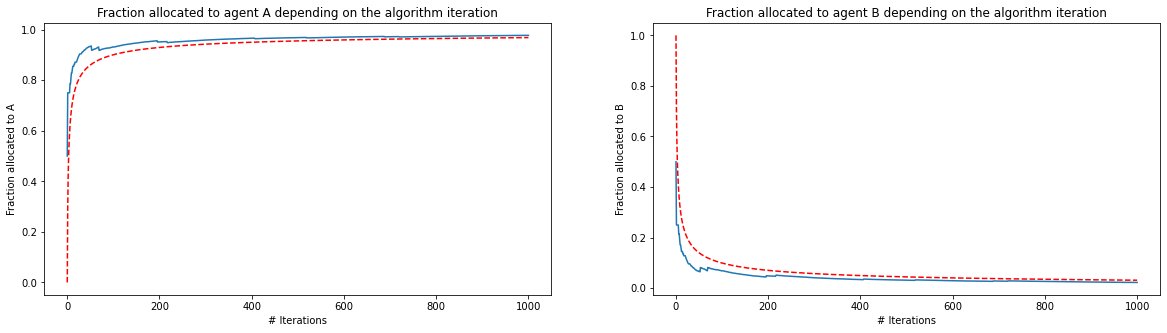 Fraction allocated to agent A depending on the algorithm iteration
Fraction allocated to A
1.0
0.8
0.6
0.4
0.2
0.0
0 200 400 600 800 1000
# Iterations
Fraction allocated to agent B depending on the algorithm iteration
Fraction allocated to B
1.0
0.8
0.6
0.4
0.2
0.0
0 200 400 600 800 1000
# Iterations